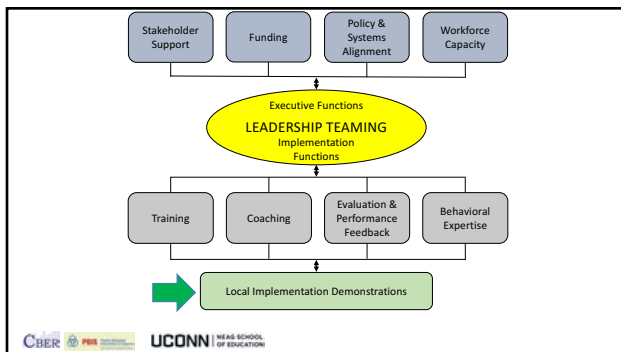 Stakeholder
Support
Funding
Policy &
Systems
Alignment
Workforce
Capacity
Executive Functions
LEADERSHIP TEAMING
Implementation
Functions
Training
Coaching
Evaluation &
Performance
Feedback
Behavioral
Expertise
Local Implementation Demonstrations
CBER
PBIS
UCONN
NEAG SCHOOL
OF EDUCATION